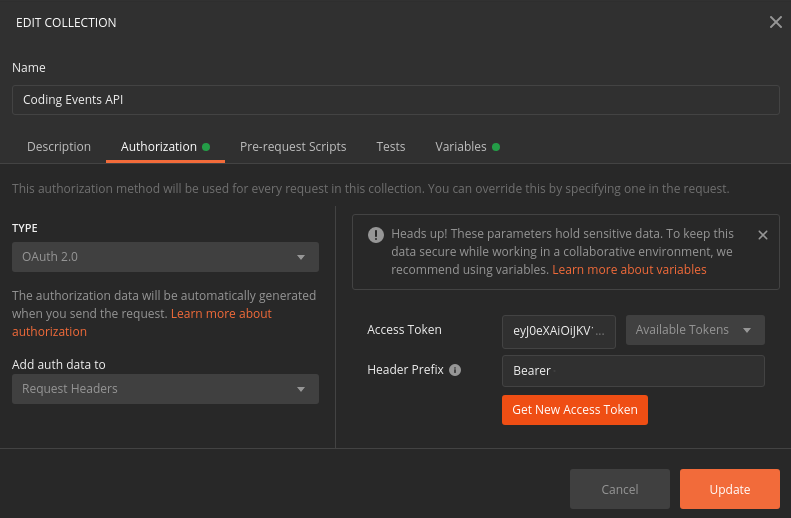 EDIT COLLECTION
Name
Coding Events API
Description Authorization Pre-request Scripts Tests Variables
This authorization method will be used for every request in this collection. You can override this by specifying one in the request.
TYPE
OAuth 2.0
The authorization data will be automatically generated
when you send the request. Learn more about
authorization
Add auth data to
Request Headers
Heads up! These parameters hold sensitive data. To keep this
data secure while working in a collaborative environment, we
recommend using variables. Learn more about variables
Access Token eyJ0eXAiOiJKV1... Available Tokens
Header Prefix Bearer
Get New Access Token
Cancel Update